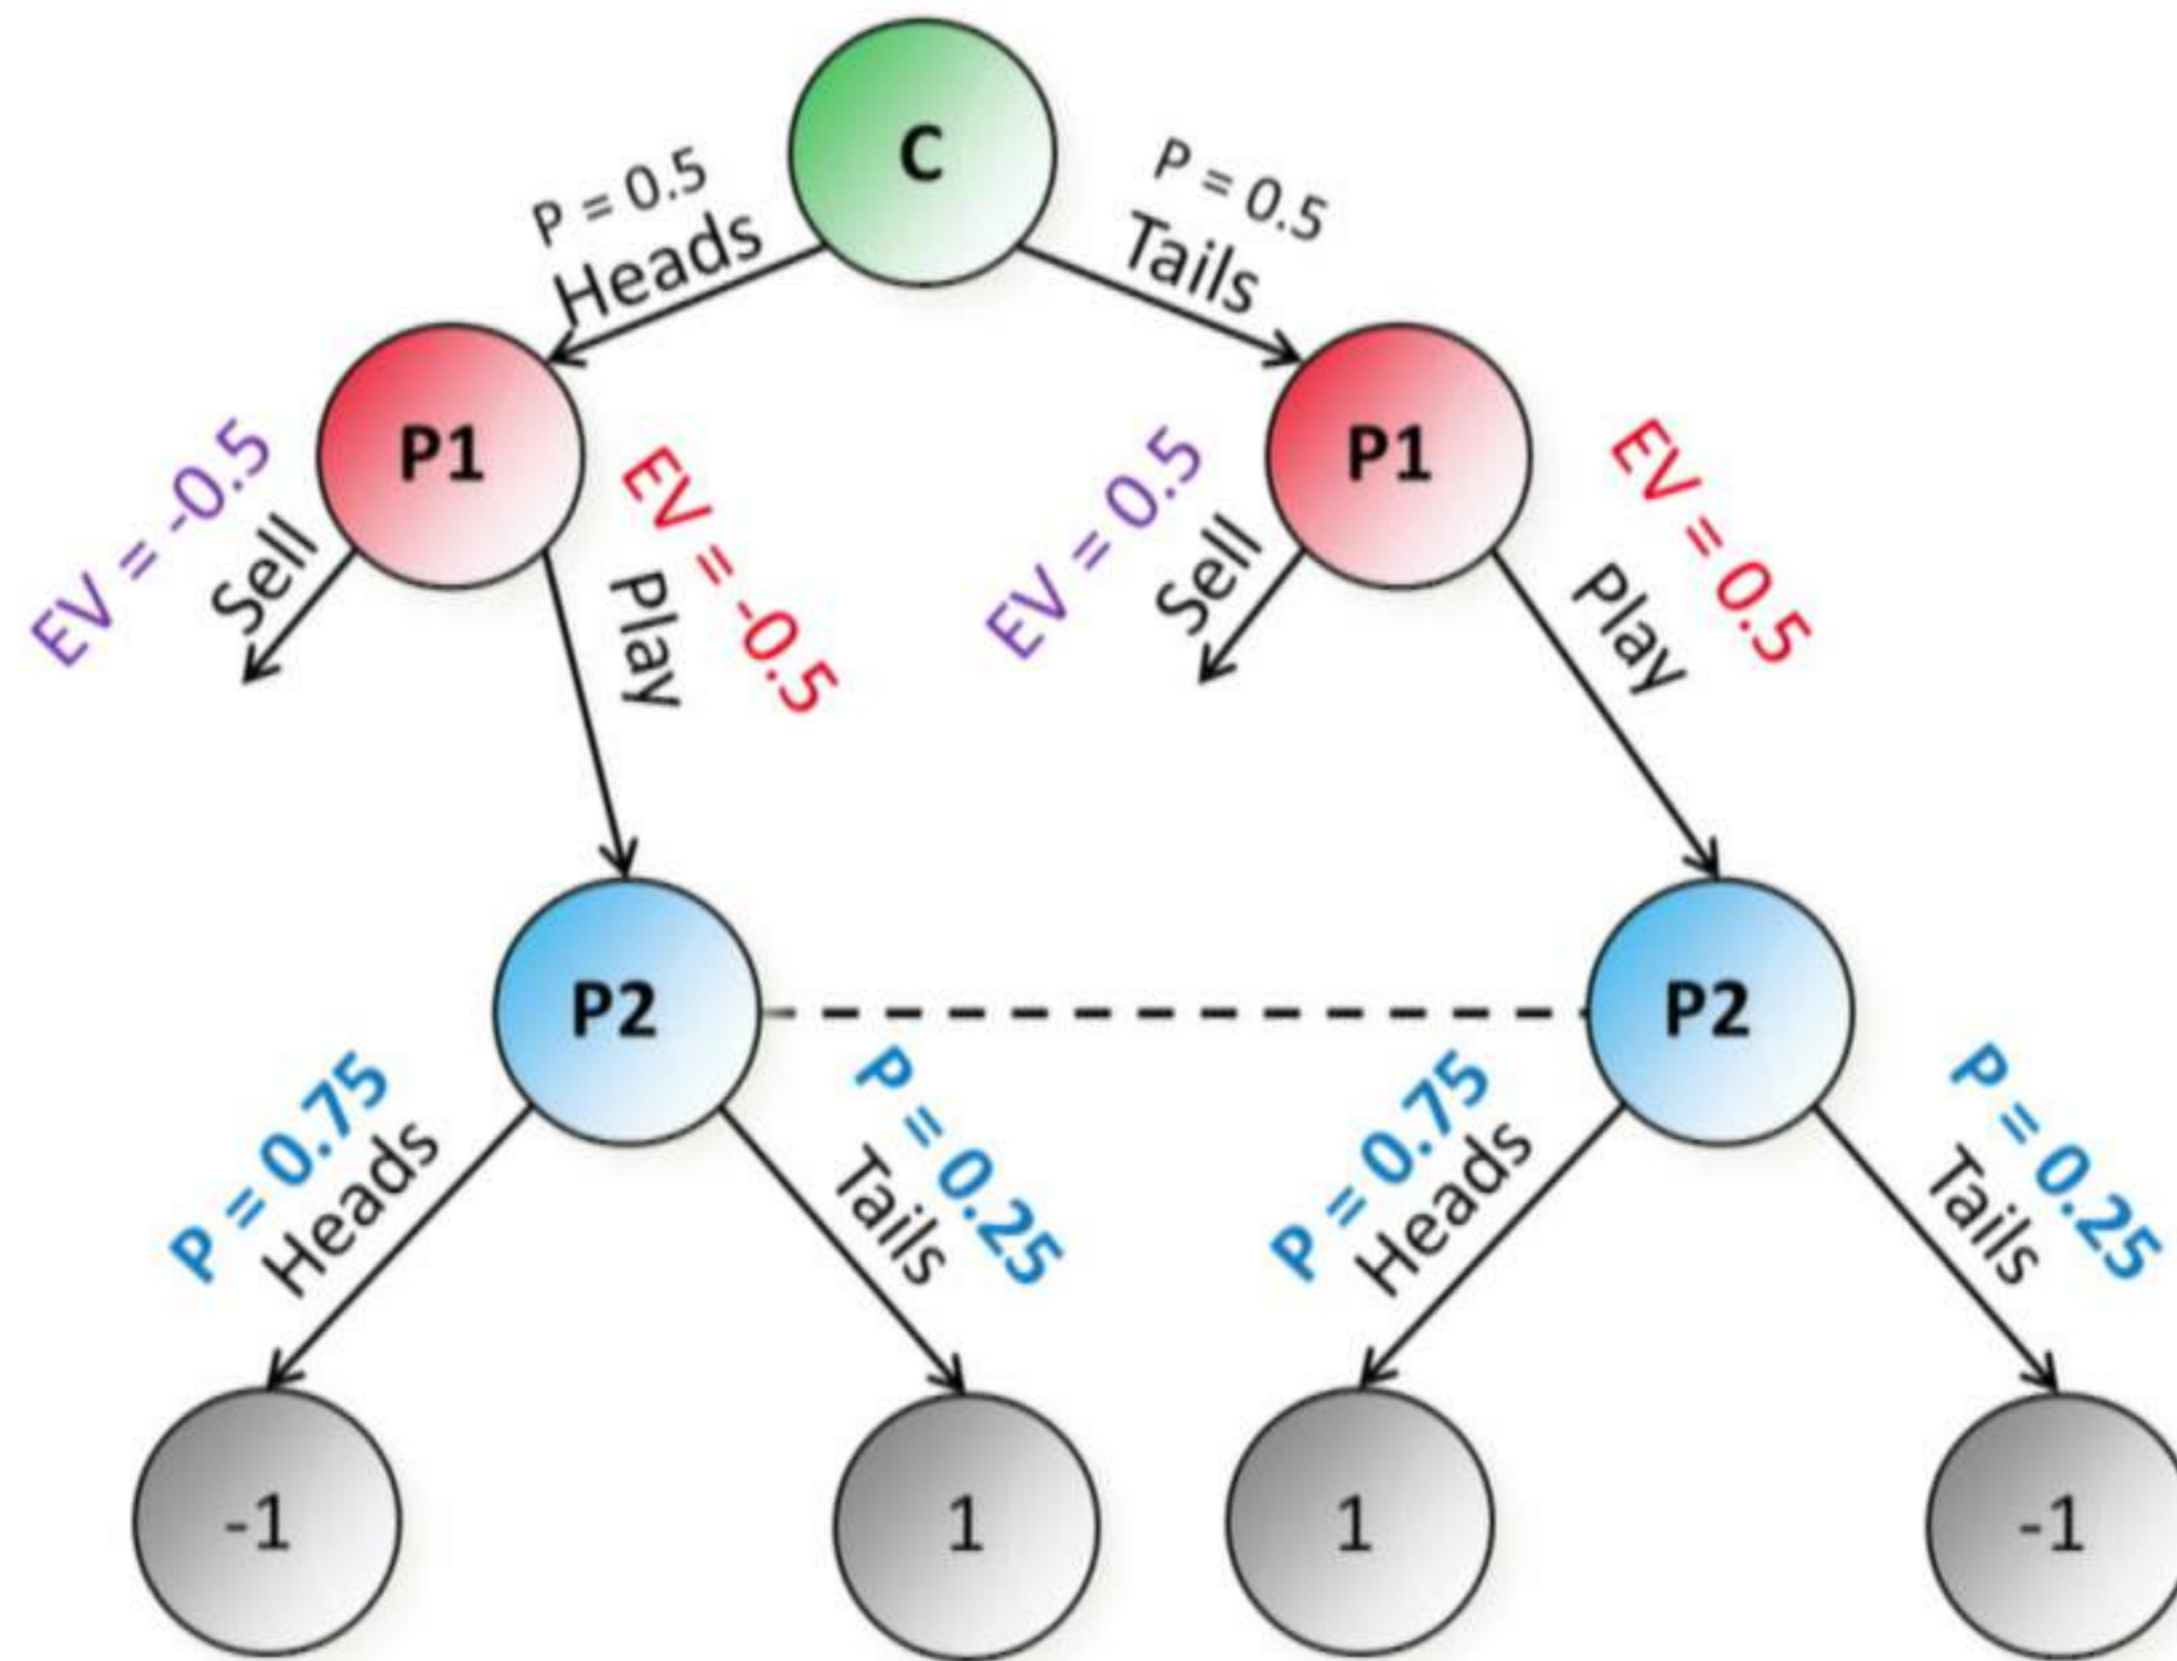 C
P = 0.5
Heads
P = 0.5
Tails
P1
P1
EV = -0.5
Sell
EV = -0.5
Play
EV = 0.5
Sell
EV = 0.5
Play
P2
P2
P = 0.75
Heads
P = 0.25
Tails
P = 0.75
Heads
P = 0.25
Tails
-1
1
1
-1